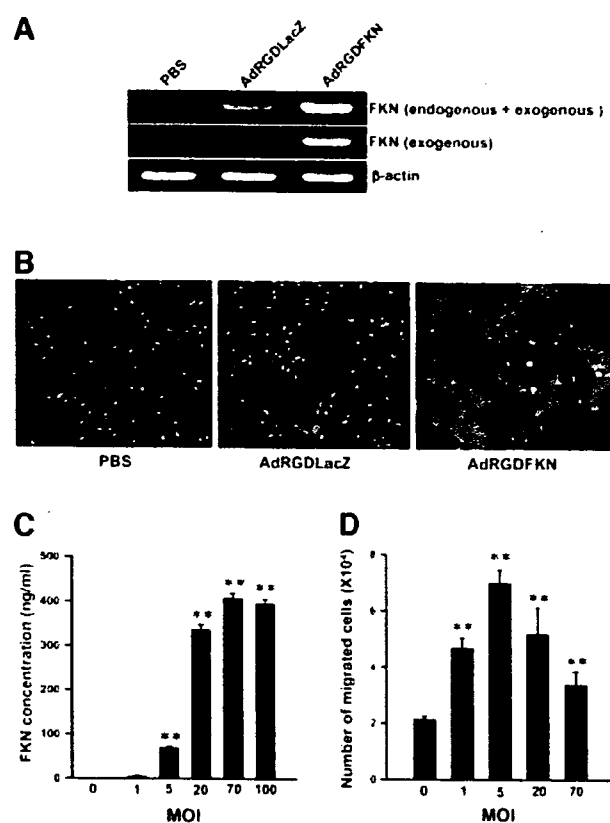 A
PBS
AdRGDLacZ
AdRGDFKN
FKN (endogenous + exogenous )
FKN (exogenous)
β-actin
B
PBS
AdRGDLacZ
AdRGDFKN
C
FKN concentration (ng/ml)
500
400
300
200
100
0
**
**
**
**
0 1 5 20 70 100
MOI
D
Number of migrated cells (X10⁴)
8
6
4
2
0
**
**
**
**
0 1 5 20 70
MOI